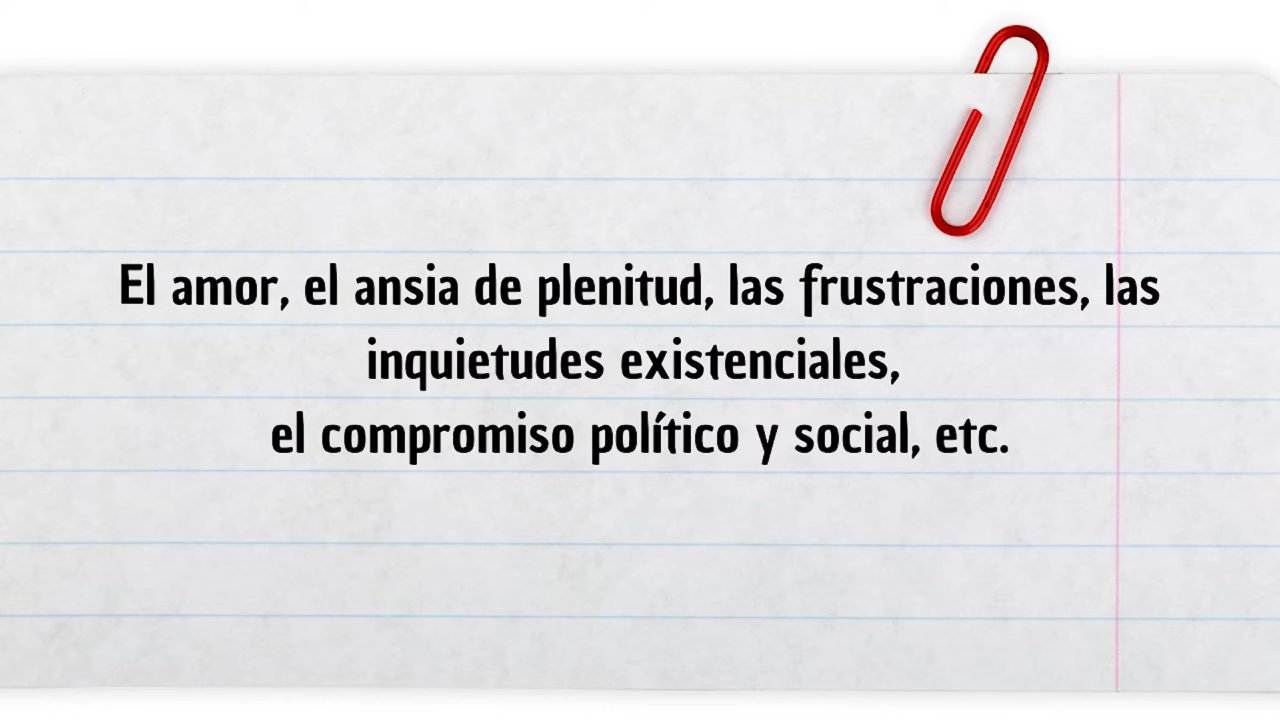 El amor, el ansia de plenitud, las frustraciones, las
inquietudes existenciales,
el compromiso político y social, etc.